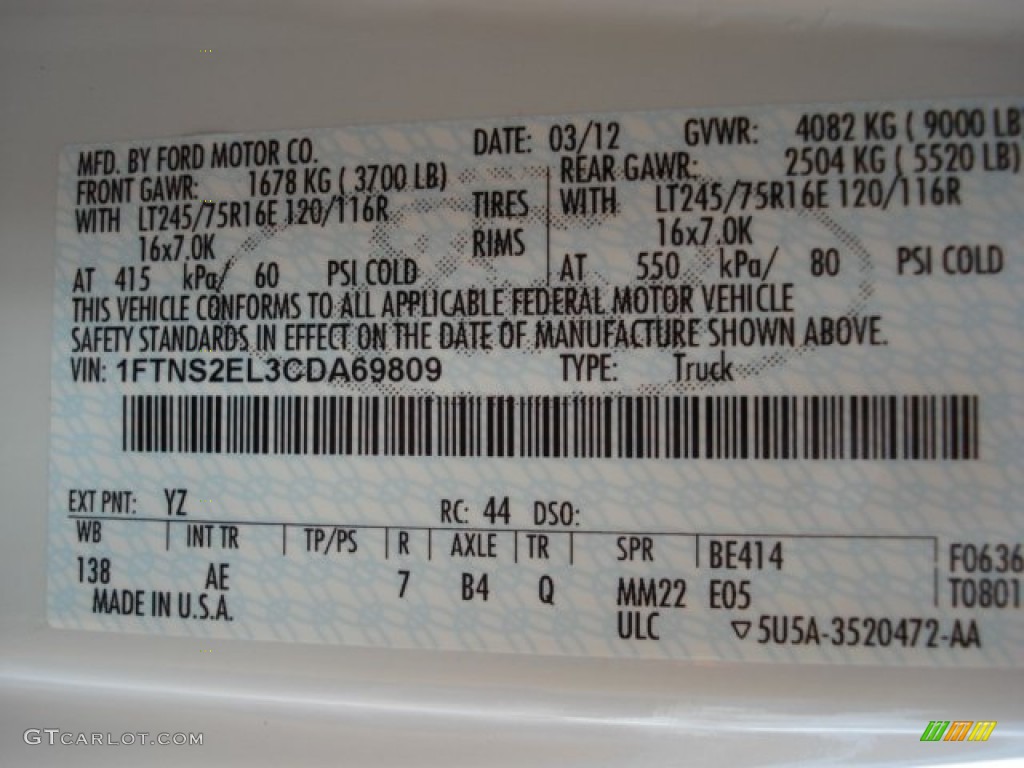 MFD. BY FORD MOTOR CO. DATE: 03/12 GVWR: 4082 KG ( 9000 LB
FRONT GAWR: 1678 KG ( 3700 LB) REAR GAWR: 2504 KG ( 5520 LB)
WITH LT245/75R16E 120/116R TIRES WITH LT245/75R16E 120/116R
16x7.0K RIMS 16x7.0K
AT 415 kPa/ 60 PSI COLD AT 550 kPa/ 80 PSI COLD
THIS VEHICLE CONFORMS TO ALL APPLICABLE FEDERAL MOTOR VEHICLE
SAFETY STANDARDS IN EFFECT ON THE DATE OF MANUFACTURE SHOWN ABOVE.
VIN: 1FTNS2EL3CDA69809 TYPE: Truck
EXT PNT: YZ RC: 44 DSO:
WB INT TR TP/PS R AXLE TR SPR BE414 F0636
138 AE 7 B4 Q MM22 E05 T0801
MADE IN U.S.A. ULC ▽5U5A-3520472-AA
GTCARLOT.COM